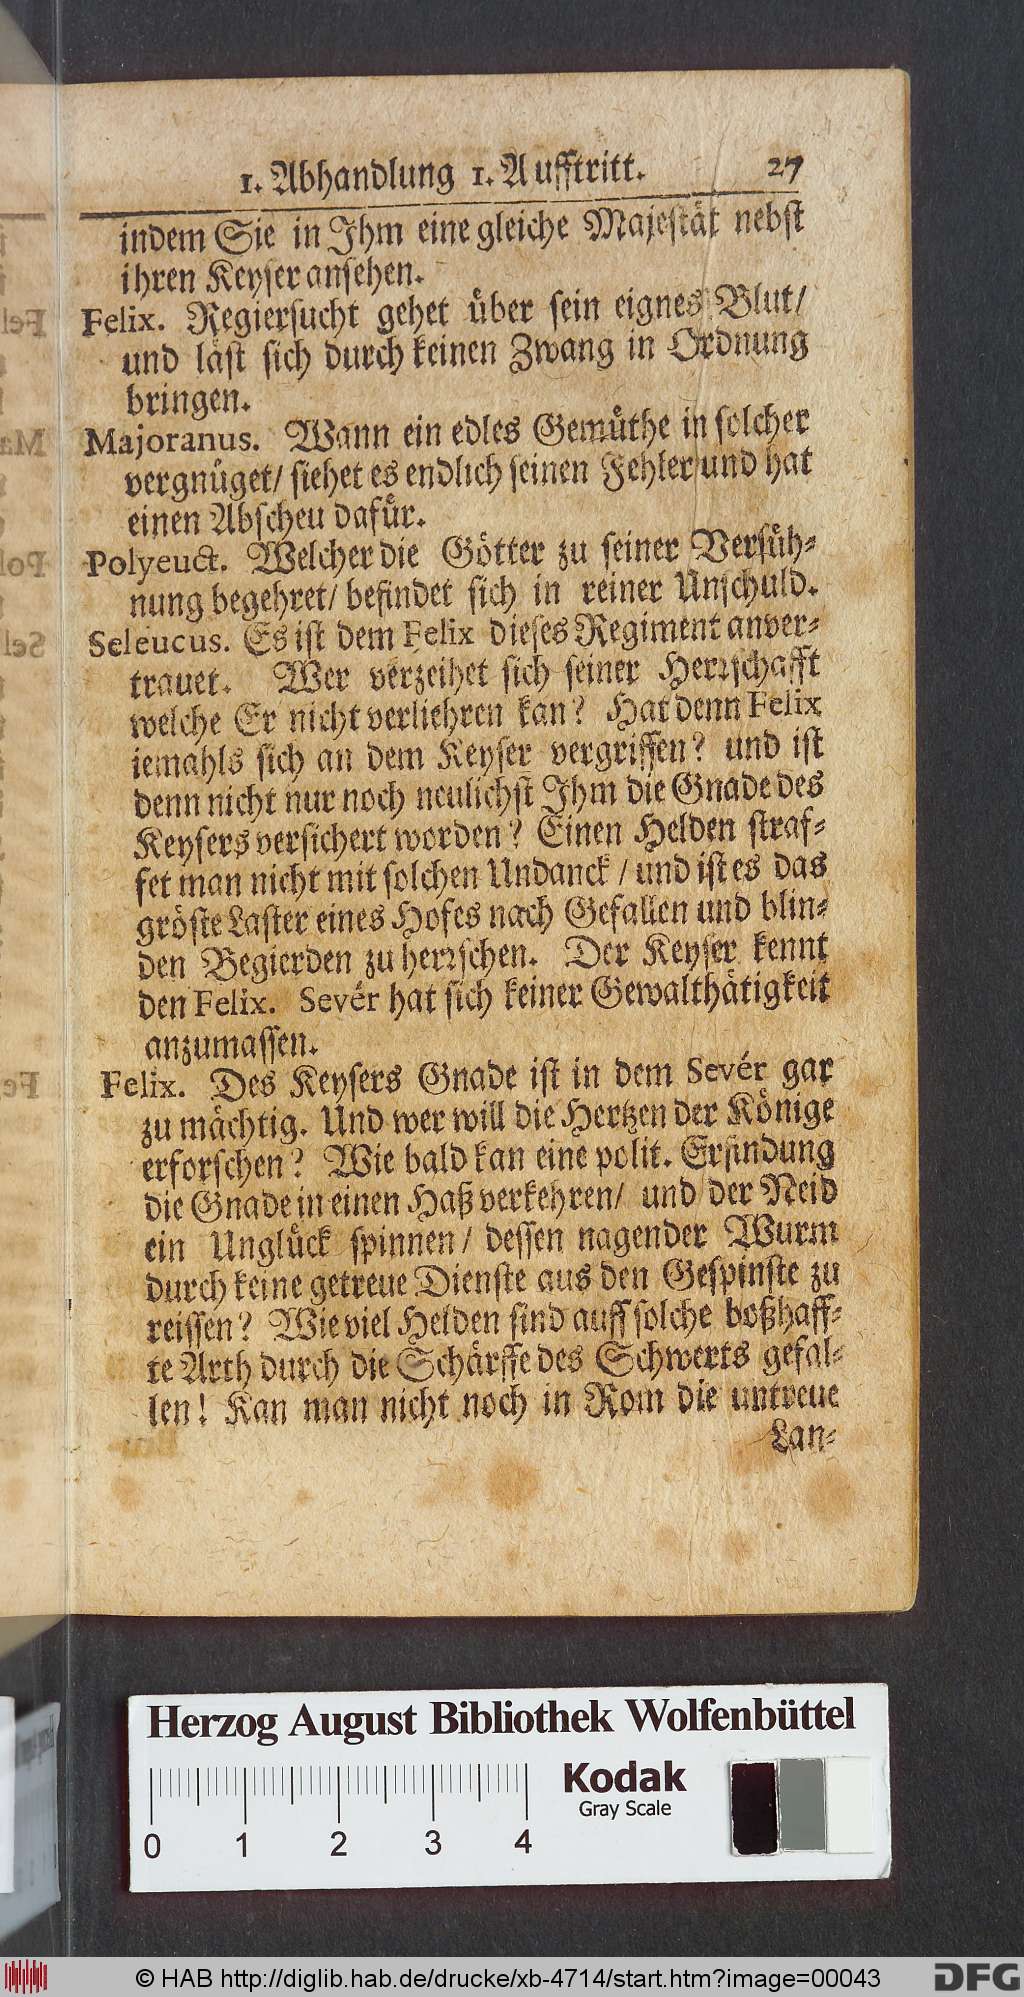 1. Abhandlung 1. Aufftritt. 27
indem Sie in Ihm eine gleiche Majestät nebst
ihren Keyser ansehen.
Felix. Regiersucht gehet über sein eignes Blut/
und läst sich durch keinen Zwang in Ordnung
bringen.
Majoranus. Wann ein edles Gemüthe in solcher
vergnüget/ siehet es endlich seinen Fehler und hat
einen Abscheu dafür.
Polyeuct. Welcher die Götter zu seiner Versüh-
nung begehret/ befindet sich in reiner Unschuld.
Seleucus. Es ist dem Felix dieses Regiment anver-
trauet. Wer verzeihet sich seiner Herrschafft
welche Er nicht verliehren kan? Hat denn Felix
iemahls sich an dem Keyser vergriffen? und ist
denn nicht nur noch neulichst Ihm die Gnade des
Keysers versichert worden? Einen Helden straf-
fet man nicht mit solchen Undanck / und ist es das
gröste Laster eines Hofes nach Gefallen und blin-
den Begierden zu herrschen. Der Keyser kennt
den Felix. Sevér hat sich keiner Gewalthätigkeit
anzumassen.
Felix. Des Keysers Gnade ist in dem Sevér gar
zu mächtig. Und wer will die Hertzen der Könige
erforschen? Wie bald kan eine polit. Erfindung
die Gnade in einen Haß verkehren/ und der Neid
ein Unglück spinnen/ dessen nagender Wurm
durch keine getreue Dienste aus den Gespinste zu
reissen? Wie viel Helden sind auff solche boßhaff-
te Arth durch die Schärffe des Schwerts gefal-
len! Kan man nicht noch in Rom die untreue
Lan-
Herzog August Bibliothek Wolfenbüttel
Kodak
Gray Scale
0 1 2 3 4
© HAB http://diglib.hab.de/drucke/xb-4714/start.htm?image=00043
DFG